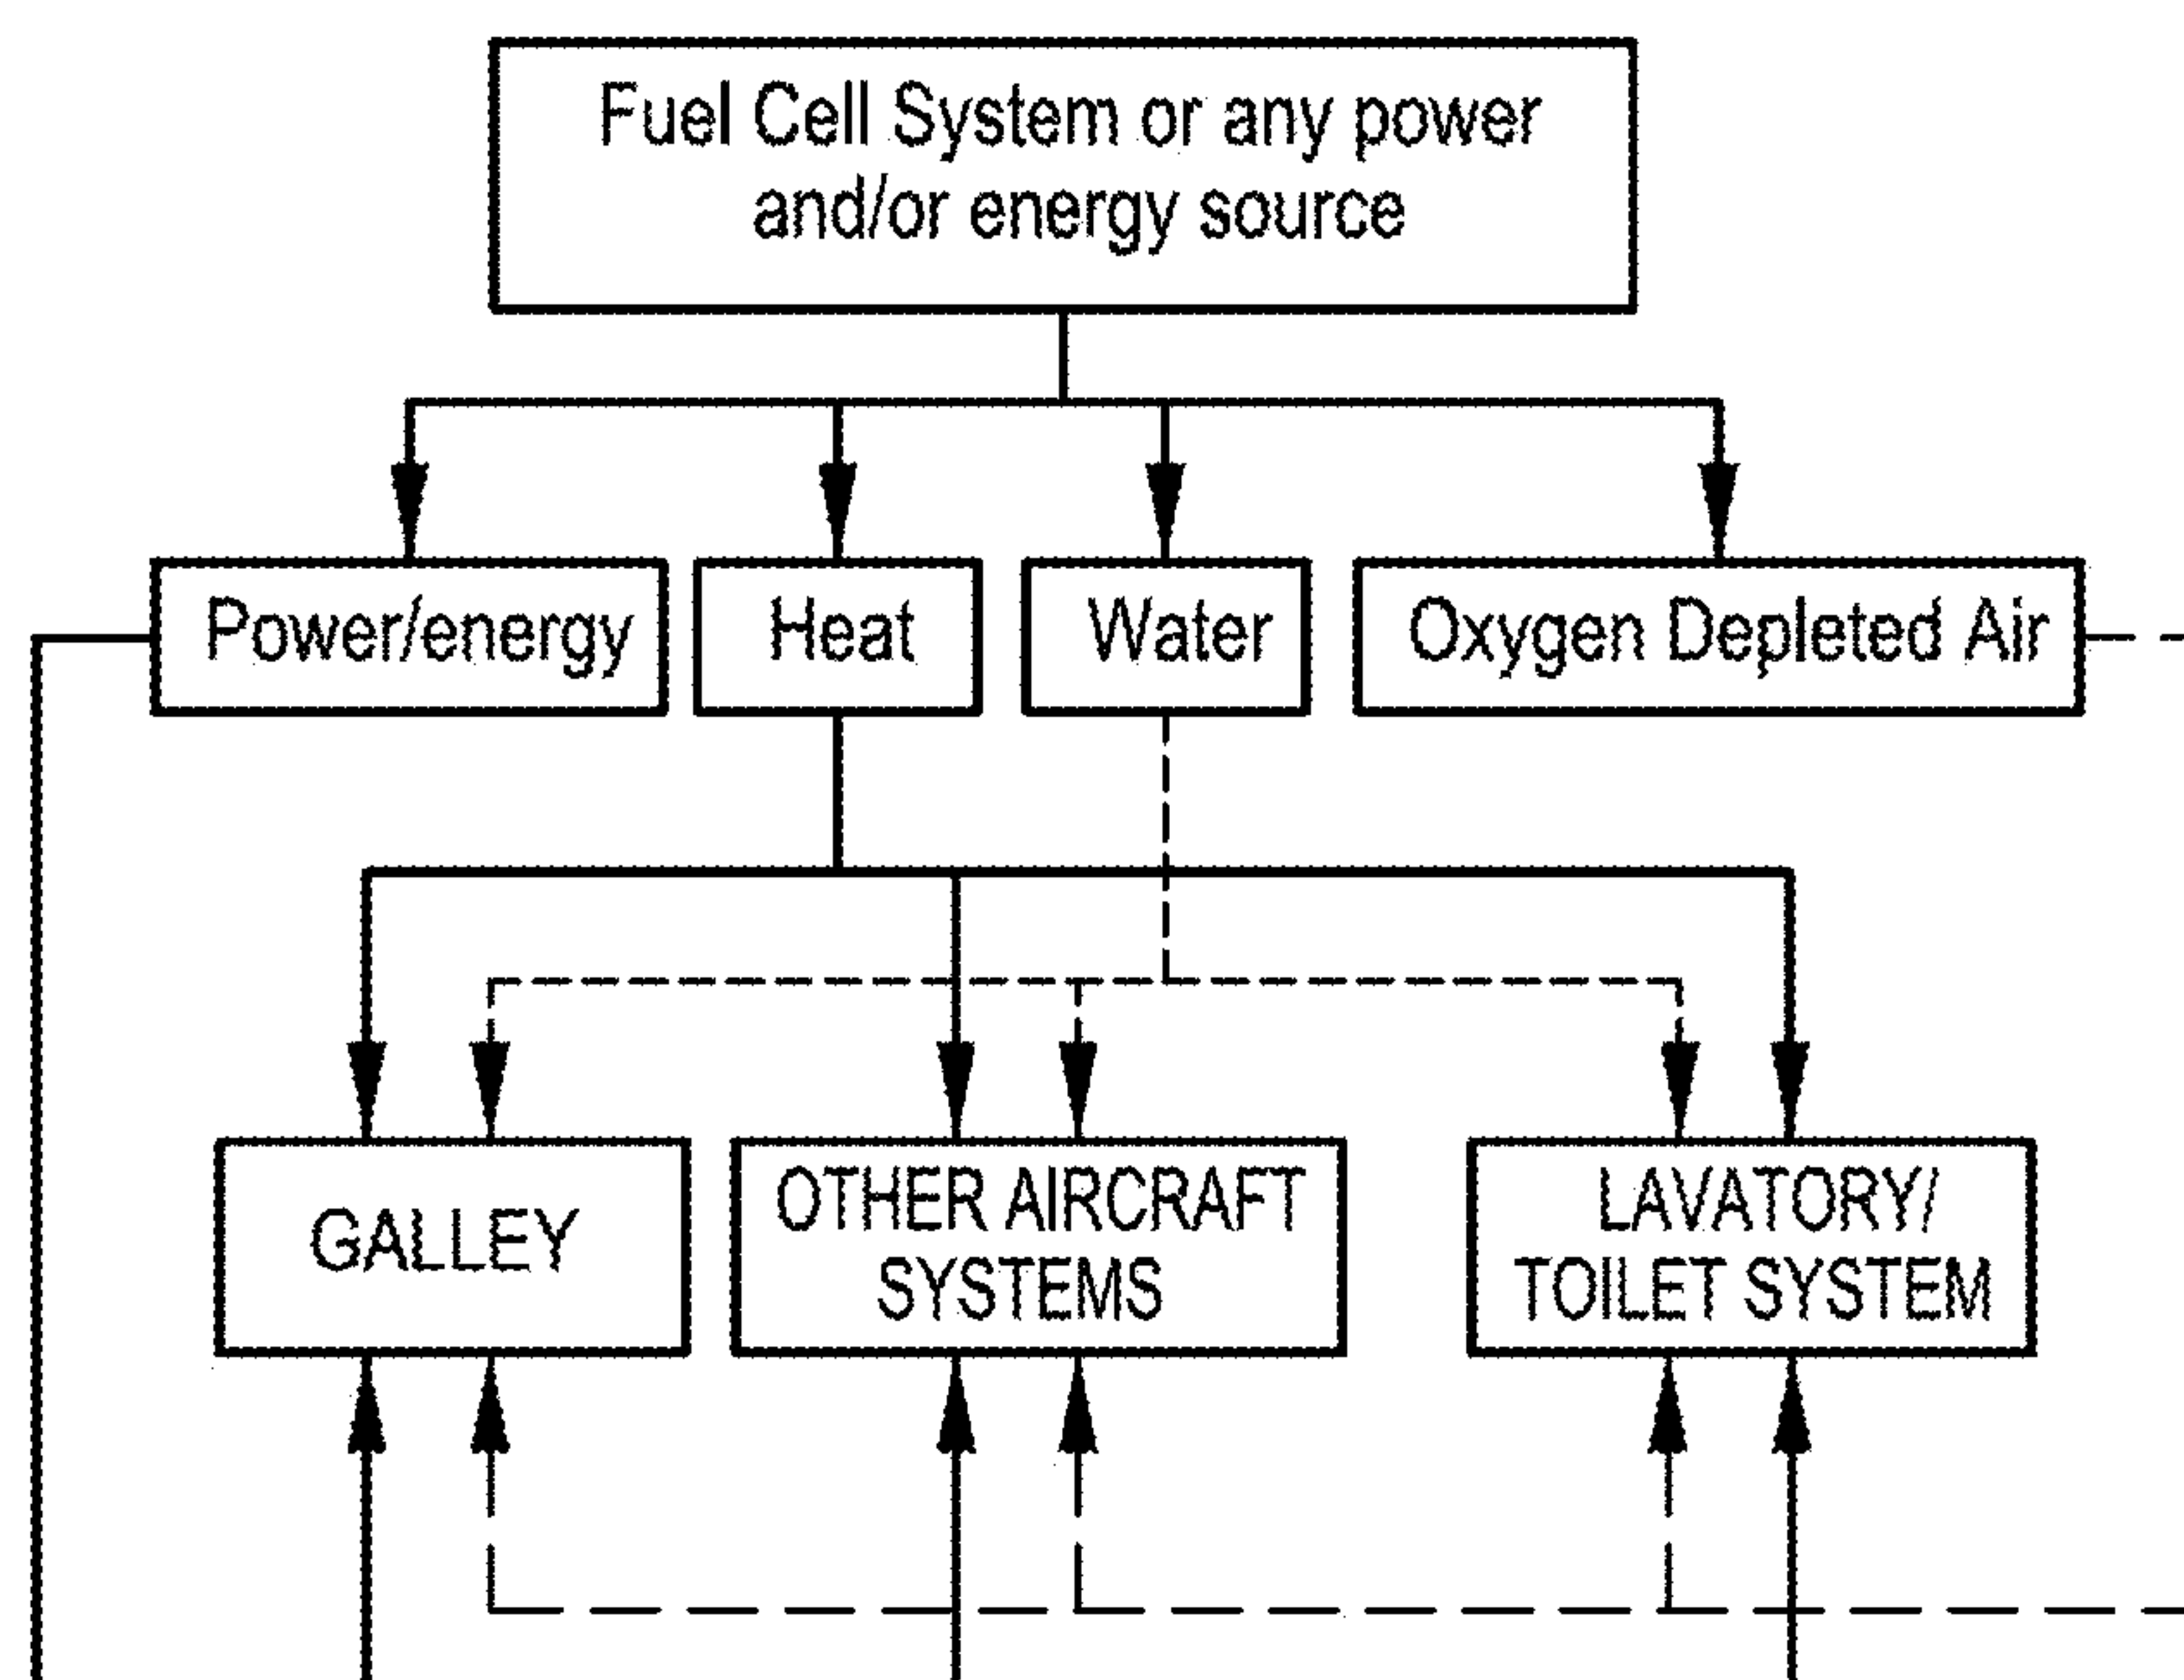 Fuel Cell System or any power
and/or energy source
Power/energy
Heat
Water
Oxygen Depleted Air
GALLEY
OTHER AIRCRAFT
SYSTEMS
LAVATORY/
TOILET SYSTEM